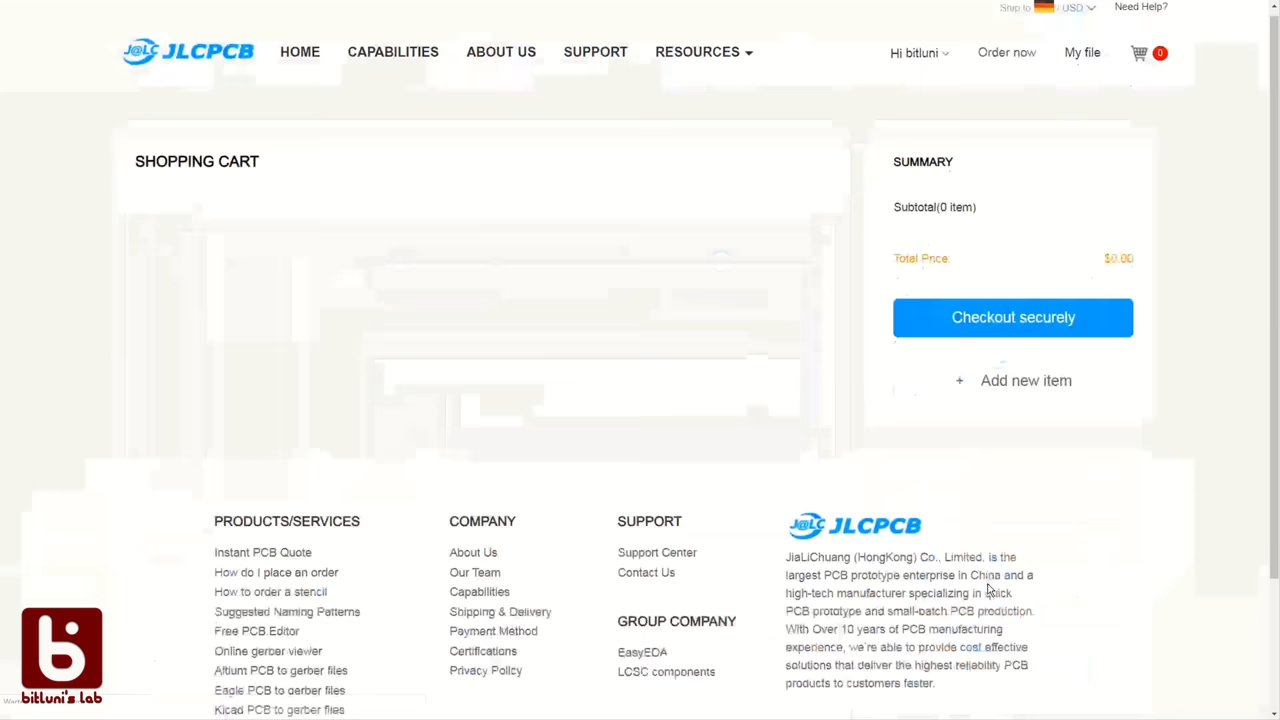 Ship to / USD
Need Help?
J@LC JLCPCB
HOME
CAPABILITIES
ABOUT US
SUPPORT
RESOURCES
Hi bitluni
Order now
My file
0
SHOPPING CART
SUMMARY
Subtotal(0 item)
Total Price: $0.00
Checkout securely
+ Add new item
PRODUCTS/SERVICES
Instant PCB Quote
How do I place an order
How to order a stencil
Suggested Naming Patterns
Free PCB Editor
Online gerber viewer
Altium PCB to gerber files
Eagle PCB to gerber files
Kicad PCB to gerber files
COMPANY
About Us
Our Team
Capabilities
Shipping & Delivery
Payment Method
Certifications
Privacy Policy
SUPPORT
Support Center
Contact Us
GROUP COMPANY
EasyEDA
LCSC components
J@LC JLCPCB
JiaLiChuang (HongKong) Co., Limited, is the
largest PCB prototype enterprise in China and a
high-tech manufacturer specializing in quick
PCB prototype and small-batch PCB production.
With Over 10 years of PCB manufacturing
experience, we're able to provide cost effective
solutions that deliver the highest reliability PCB
products to customers faster.
bitluni's lab